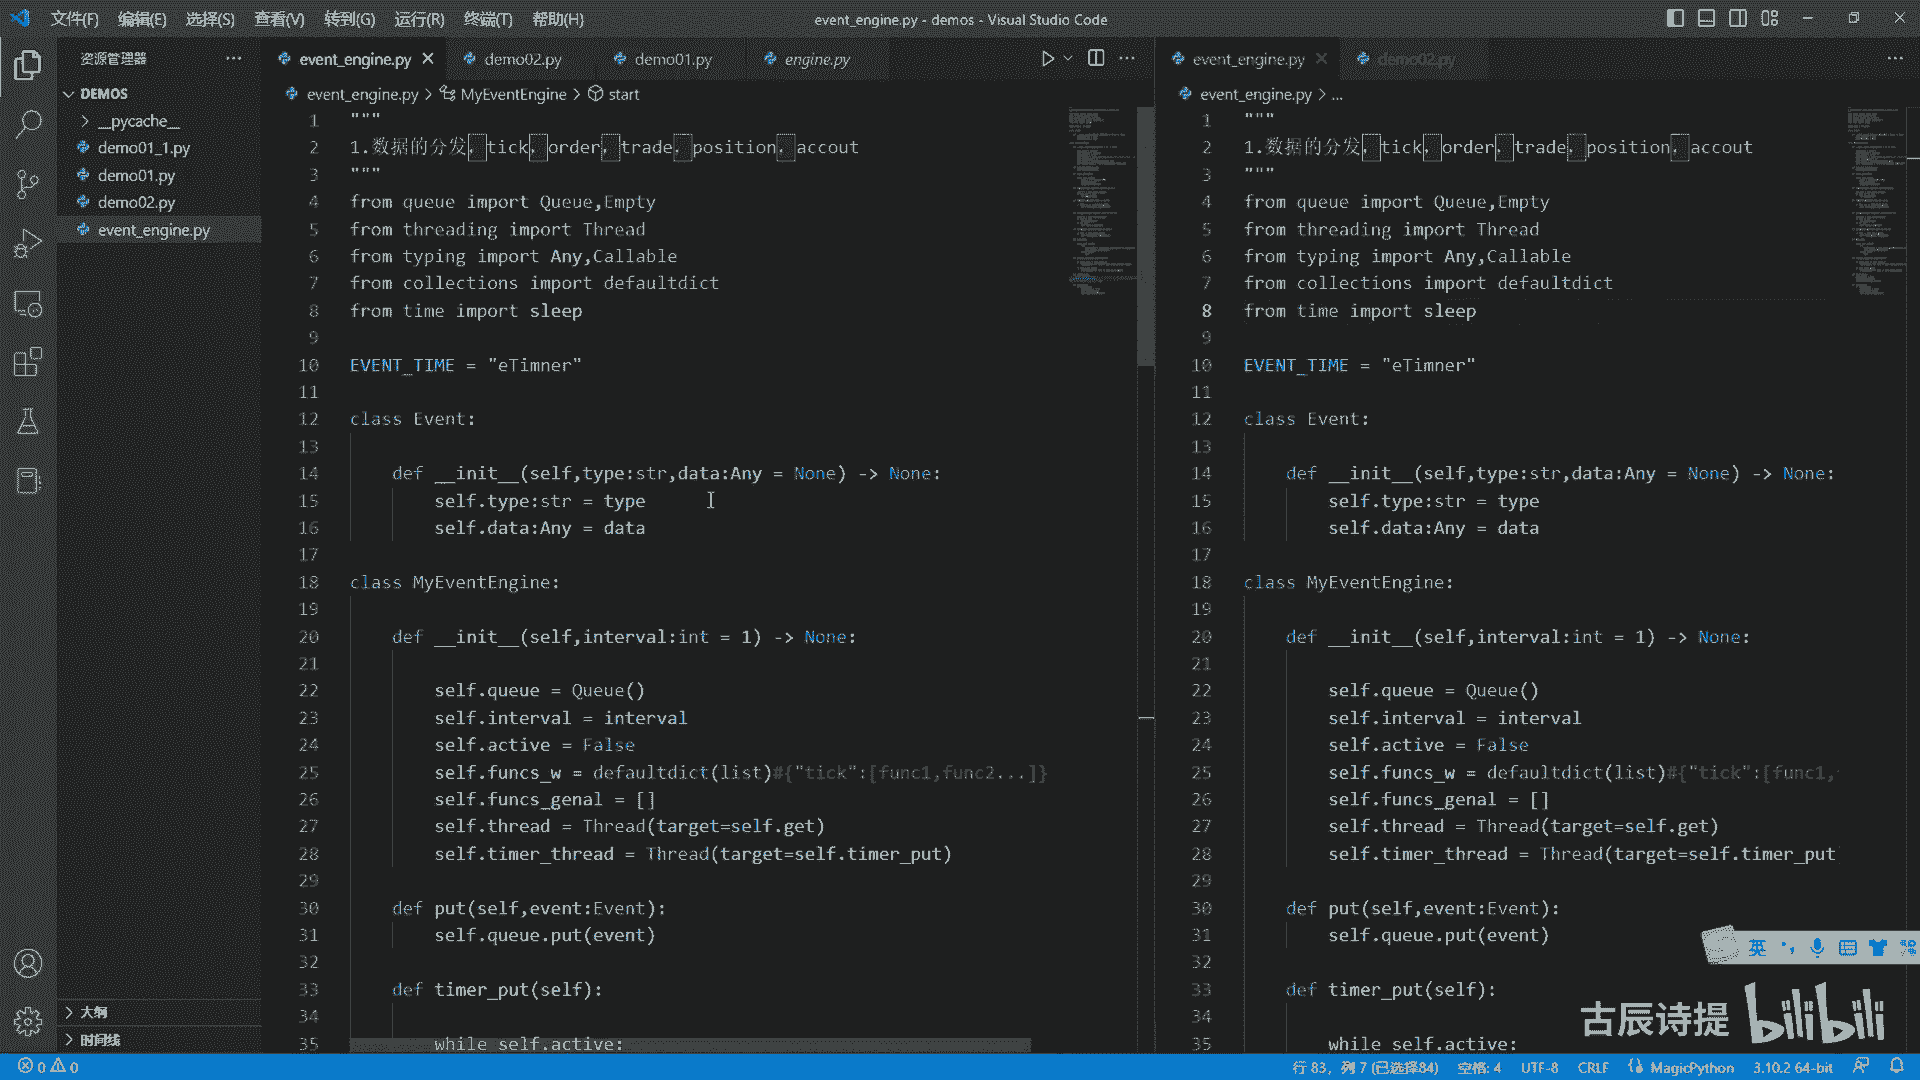 文件(F) 编辑(E) 选择(S) 查看(V) 转到(G) 运行(R) 终端(T) 帮助(H)
event_engine.py - demos - Visual Studio Code
资源管理器
DEMOS
__pycache__
demo01_1.py
demo01.py
demo02.py
event_engine.py
大纲
时间线
event_engine.py demo02.py demo01.py engine.py
event_engine.py > MyEventEngine > start
1 """
2 1.数据的分发，tick，order，trade，position，accout
3 """
4 from queue import Queue,Empty
5 from threading import Thread
6 from typing import Any,Callable
7 from collections import defaultdict
8 from time import sleep
9
10 EVENT_TIME = "eTimner"
11
12 class Event:
13
14 def __init__(self,type:str,data:Any = None) -> None:
15 self.type:str = type
16 self.data:Any = data
17
18 class MyEventEngine:
19
20 def __init__(self,interval:int = 1) -> None:
21
22 self.queue = Queue()
23 self.interval = interval
24 self.active = False
25 self.funcs_w = defaultdict(list)#{"tick":[func1,func2...]}
26 self.funcs_genal = []
27 self.thread = Thread(target=self.get)
28 self.timer_thread = Thread(target=self.timer_put)
29
30 def put(self,event:Event):
31 self.queue.put(event)
32
33 def timer_put(self):
34
35 while self.active:
event_engine.py demo02.py
event_engine.py > ...
1 """
2 1.数据的分发，tick，order，trade，position，accout
3 """
4 from queue import Queue,Empty
5 from threading import Thread
6 from typing import Any,Callable
7 from collections import defaultdict
8 from time import sleep
9
10 EVENT_TIME = "eTimner"
11
12 class Event:
13
14 def __init__(self,type:str,data:Any = None) -> None:
15 self.type:str = type
16 self.data:Any = data
17
18 class MyEventEngine:
19
20 def __init__(self,interval:int = 1) -> None:
21
22 self.queue = Queue()
23 self.interval = interval
24 self.active = False
25 self.funcs_w = defaultdict(list)#{"tick":[func1,
26 self.funcs_genal = []
27 self.thread = Thread(target=self.get)
28 self.timer_thread = Thread(target=self.timer_put
29
30 def put(self,event:Event):
31 self.queue.put(event)
32
33 def timer_put(self):
34
35 while self.active:
英
古辰诗提 bilibili
0 0
行 83，列 7 (已选择84) 空格: 4 UTF-8 CRLF MagicPython 3.10.2 64-bit